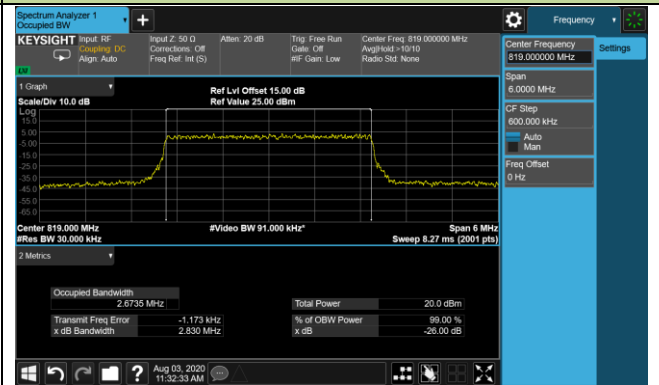 Spectrum Analyzer 1
Occupied BW
Frequency
KEYSIGHT
Input: RF
Coupling: DC
Align: Auto
Input Z: 50 Ω
Corrections: Off
Freq Ref: Int (S)
Atten: 20 dB
Trig: Free Run
Gate: Off
#IF Gain: Low
Center Freq: 819.000000 MHz
Avg|Hold:>10/10
Radio Std: None
Center Frequency
819.000000 MHz
Settings
Span
6.0000 MHz
CF Step
600.000 kHz
Auto
Man
Freq Offset
0 Hz
1 Graph
Scale/Div 10.0 dB
Ref Lvl Offset 15.00 dB
Ref Value 25.00 dBm
Log
15.0
5.00
-5.00
-15.0
-25.0
-35.0
-45.0
-55.0
-65.0
Center 819.000 MHz
#Res BW 30.000 kHz
#Video BW 91.000 kHz*
Span 6 MHz
Sweep 8.27 ms (2001 pts)
2 Metrics
Occupied Bandwidth
2.6735 MHz
Total Power 20.0 dBm
Transmit Freq Error -1.173 kHz
% of OBW Power 99.00 %
x dB Bandwidth 2.830 MHz
x dB -26.00 dB
?
Aug 03, 2020
11:32:33 AM